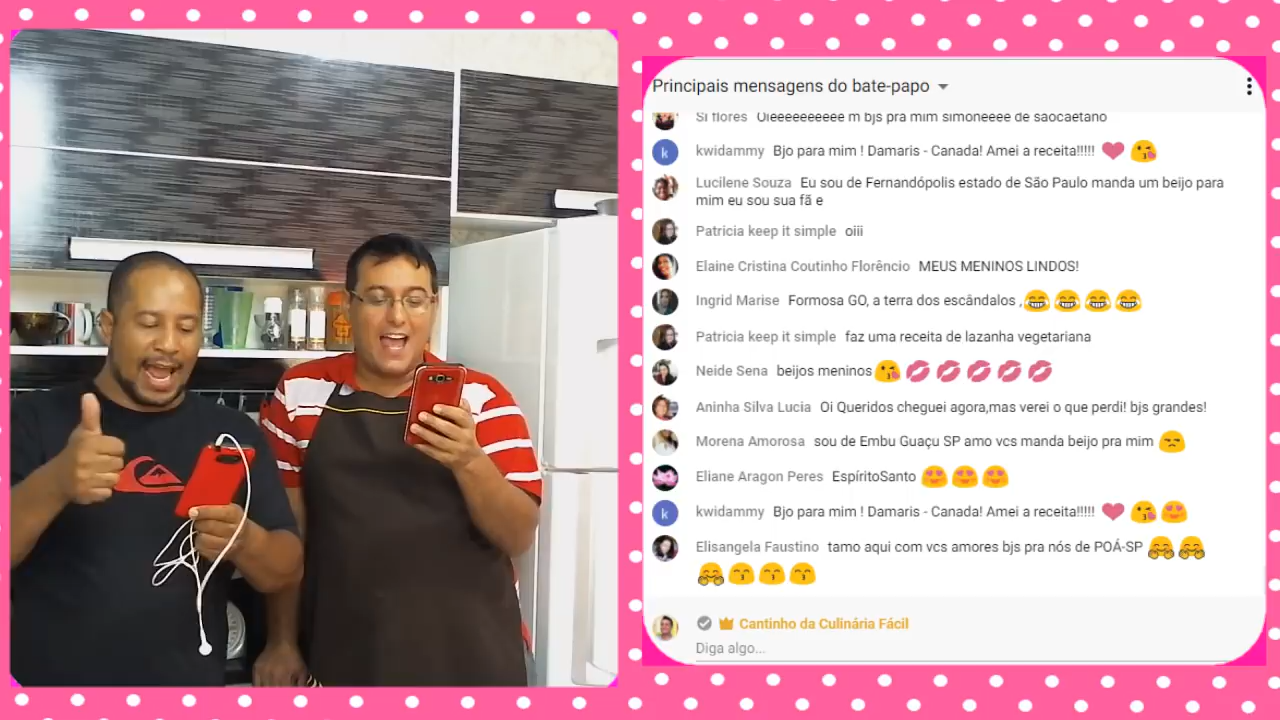 Principais mensagens do bate-papo
Si flores Oieeeeeeeeee m bjs pra mim simoneeee de saocaetano
kwidammy Bjo para mim ! Damaris - Canada! Amei a receita!!!!!
Lucilene Souza Eu sou de Fernandópolis estado de São Paulo manda um beijo para
mim eu sou sua fã e
Patricia keep it simple oiii
Elaine Cristina Coutinho Florêncio MEUS MENINOS LINDOS!
Ingrid Marise Formosa GO, a terra dos escândalos ,
Patricia keep it simple faz uma receita de lazanha vegetariana
Neide Sena beijos meninos
Aninha Silva Lucia Oi Queridos cheguei agora,mas verei o que perdi! bjs grandes!
Morena Amorosa sou de Embu Guaçu SP amo vcs manda beijo pra mim
Eliane Aragon Peres EspíritoSanto
k kwidammy Bjo para mim ! Damaris - Canada! Amei a receita!!!!!
Elisangela Faustino tamo aqui com vcs amores bjs pra nós de POÁ-SP
Cantinho da Culinária Fácil
Diga algo...